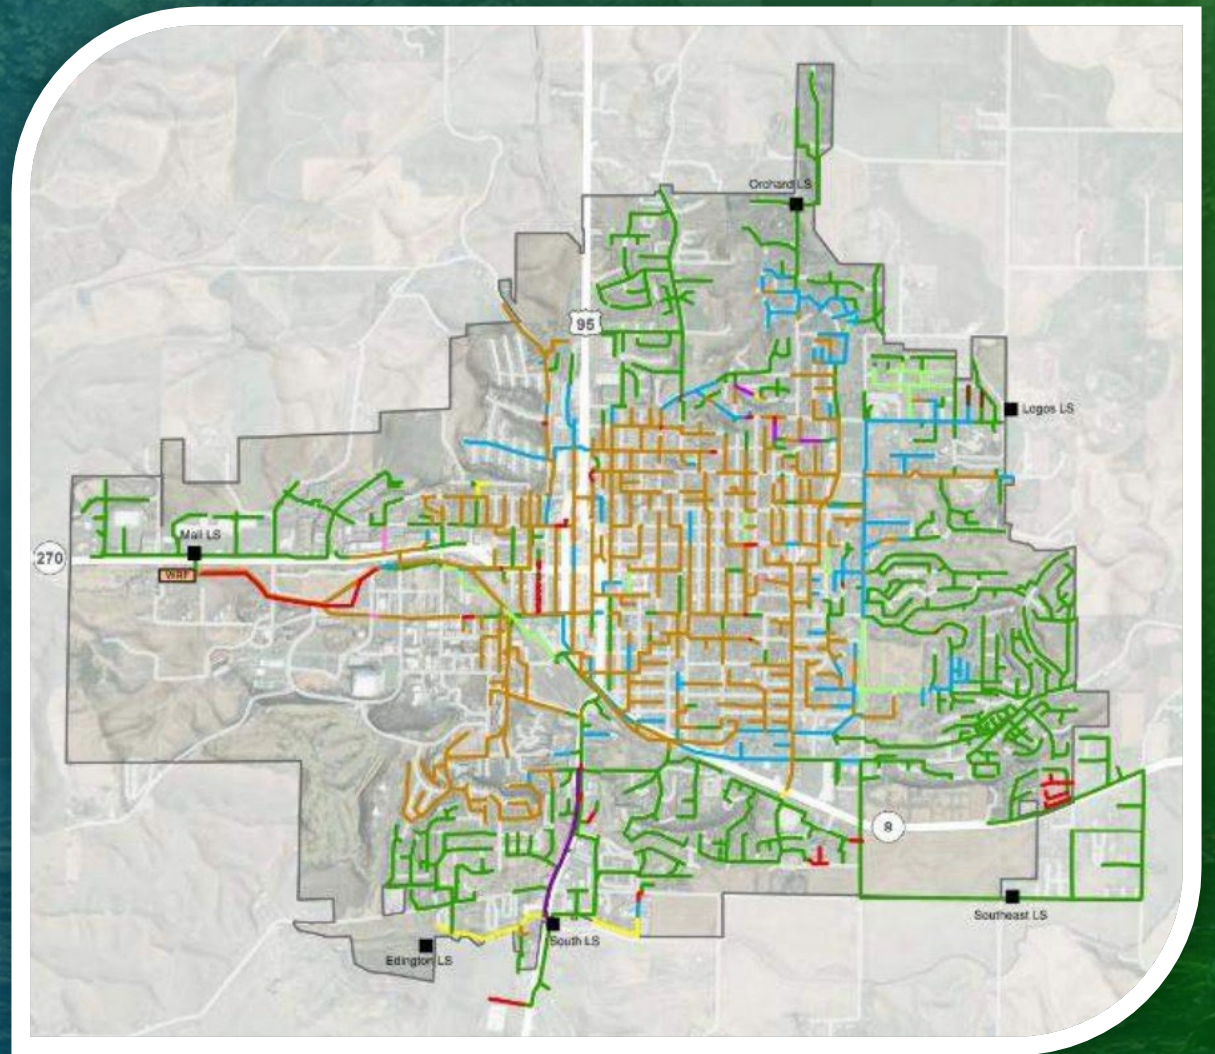 Orchard LS
95
Logos LS
Mall LS
270
WRF
8
Southeast LS
South LS
Edington LS